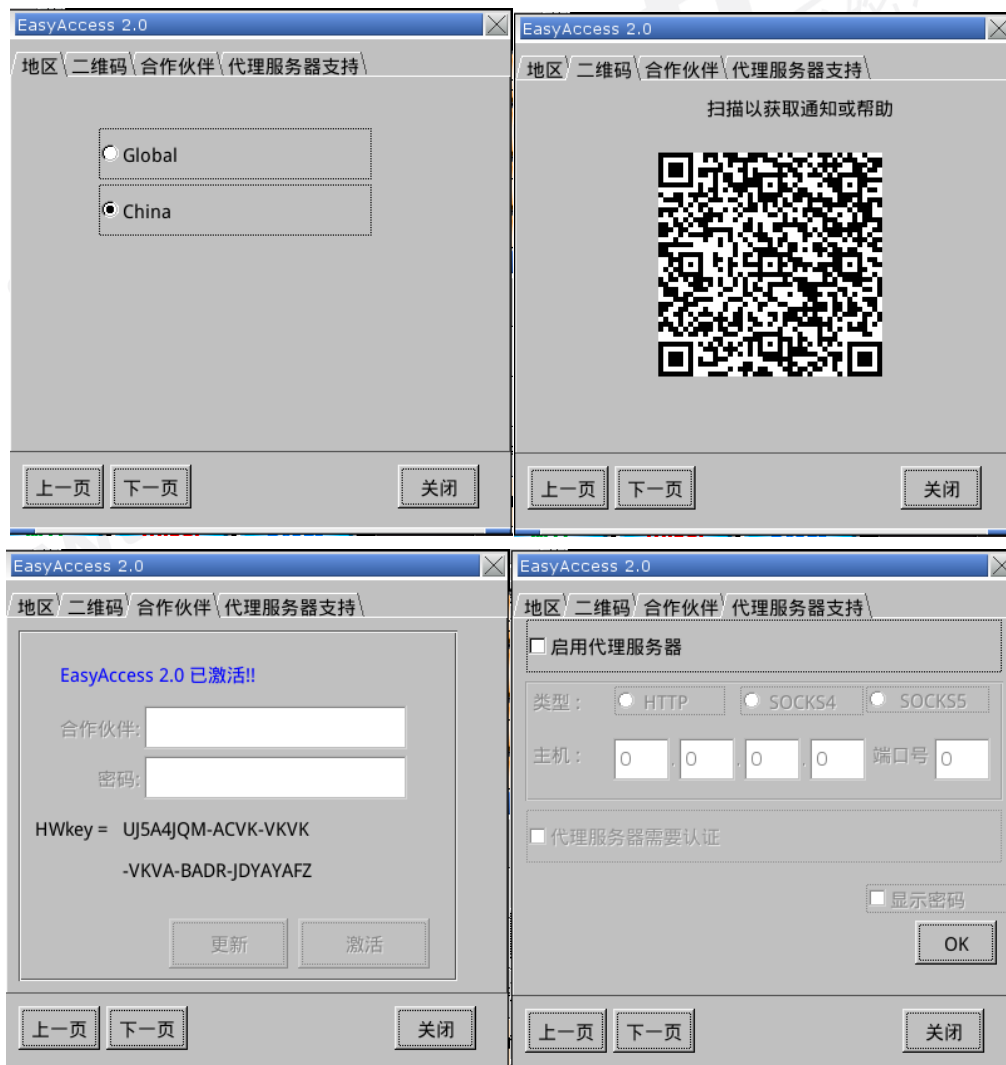 EasyAccess 2.0
地区 二维码 合作伙伴 代理服务器支持
Global
China
上一页 下一页 关闭
EasyAccess 2.0
地区 二维码 合作伙伴 代理服务器支持
扫描以获取通知或帮助
上一页 下一页 关闭
EasyAccess 2.0
地区 二维码 合作伙伴 代理服务器支持
EasyAccess 2.0 已激活!!
合作伙伴:
密码:
HWkey = UJ5A4JQM-ACVK-VKVK
-VKVA-BADR-JDYAYAFZ
更新 激活
上一页 下一页 关闭
EasyAccess 2.0
地区 二维码 合作伙伴 代理服务器支持
启用代理服务器
类型： HTTP SOCKS4 SOCKS5
主机： 0 . 0 . 0 . 0 端口号 0
代理服务器需要认证
显示密码
OK
上一页 下一页 关闭